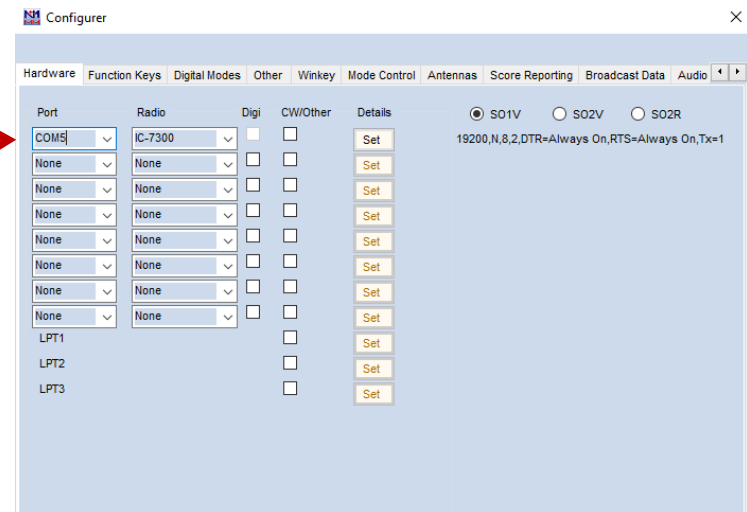 N1MM Configurer
Hardware Function Keys Digital Modes Other Winkey Mode Control Antennas Score Reporting Broadcast Data Audio
Port Radio Digi CW/Other Details SO1V SO2V SO2R
COM5 IC-7300 Set 19200,N,8,2,DTR=Always On,RTS=Always On,Tx=1
None None Set
None None Set
None None Set
None None Set
None None Set
None None Set
None None Set
LPT1 Set
LPT2 Set
LPT3 Set